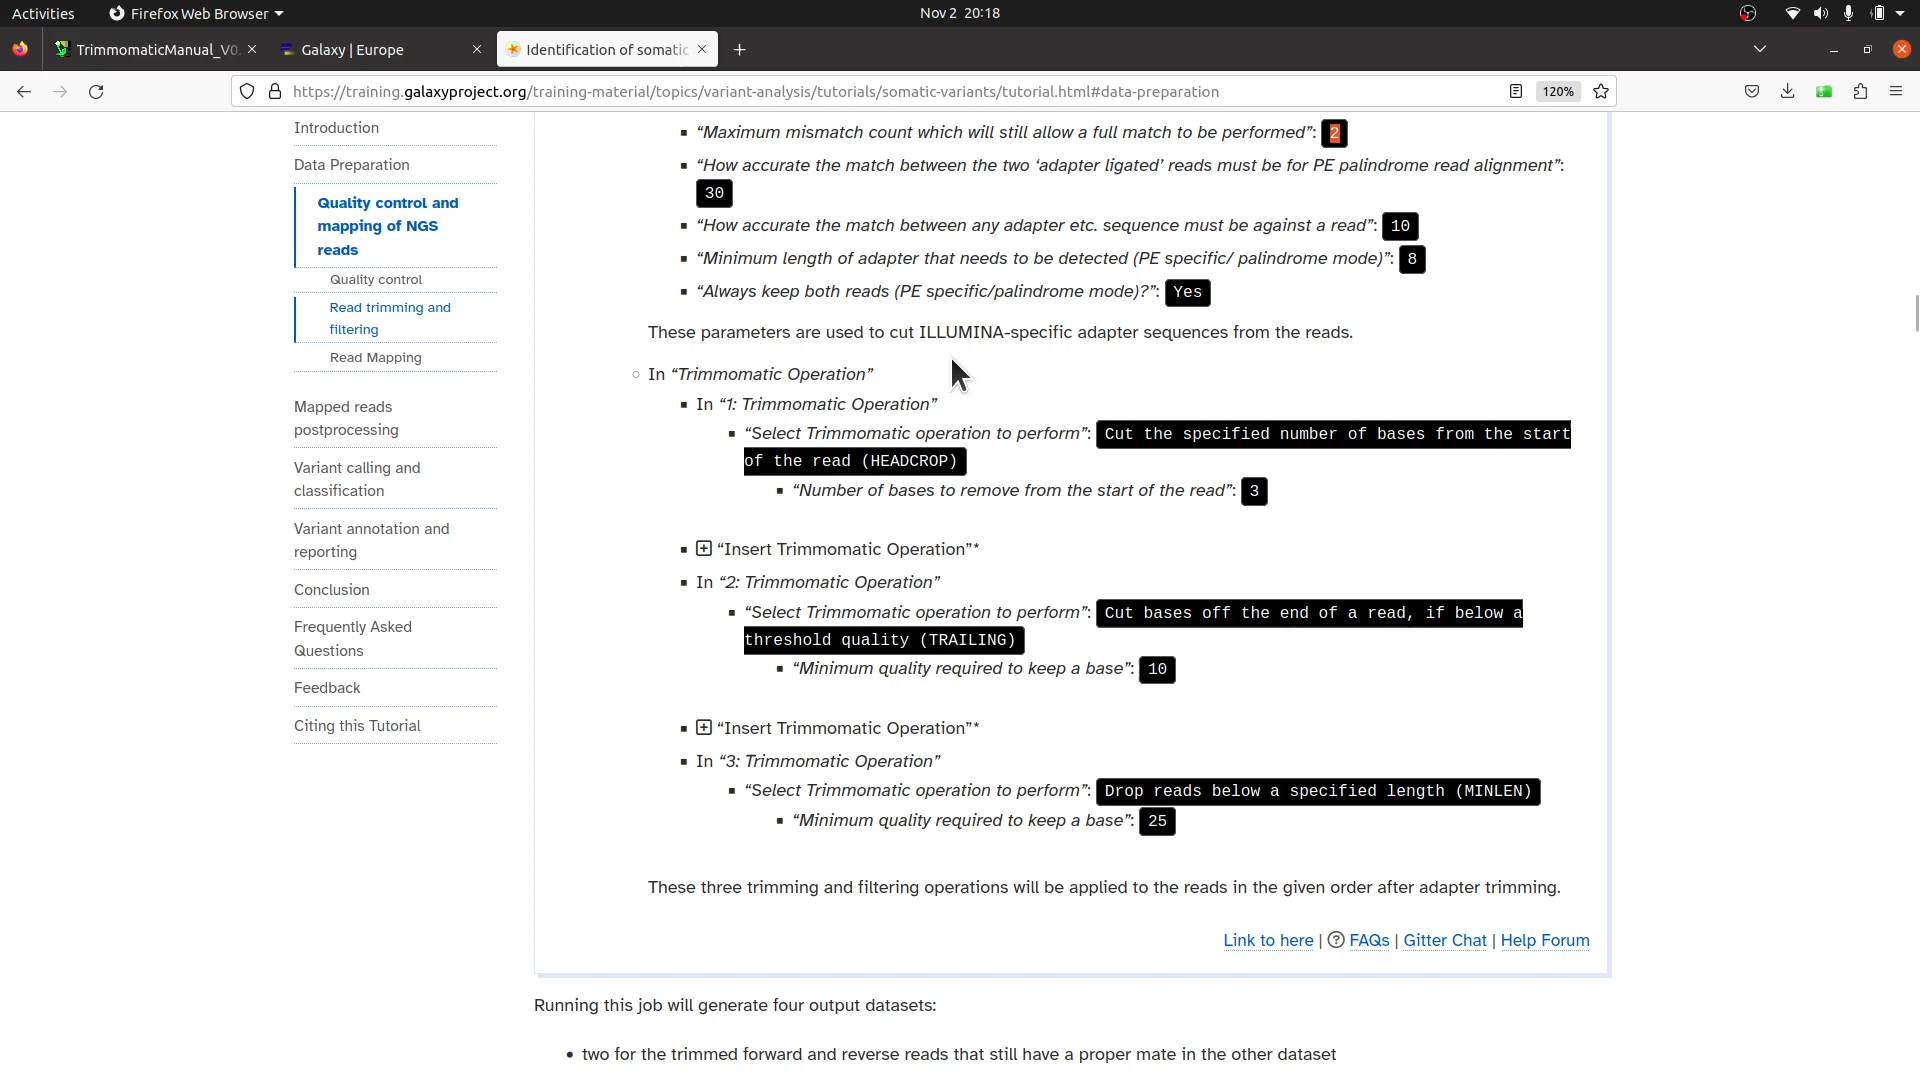 Activities Firefox Web Browser Nov 2 20:18
TrimmomaticManual_V0. Galaxy | Europe Identification of somatic
https://training.galaxyproject.org/training-material/topics/variant-analysis/tutorials/somatic-variants/tutorial.html#data-preparation 120%
Introduction
Data Preparation
Quality control and
mapping of NGS
reads
Quality control
Read trimming and
filtering
Read Mapping
Mapped reads
postprocessing
Variant calling and
classification
Variant annotation and
reporting
Conclusion
Frequently Asked
Questions
Feedback
Citing this Tutorial
“Maximum mismatch count which will still allow a full match to be performed”: 2
“How accurate the match between the two ‘adapter ligated’ reads must be for PE palindrome read alignment”:
30
“How accurate the match between any adapter etc. sequence must be against a read”: 10
“Minimum length of adapter that needs to be detected (PE specific/ palindrome mode)”: 8
“Always keep both reads (PE specific/palindrome mode)?”: Yes
These parameters are used to cut ILLUMINA-specific adapter sequences from the reads.
In “Trimmomatic Operation”
In “1: Trimmomatic Operation”
“Select Trimmomatic operation to perform”: Cut the specified number of bases from the start
of the read (HEADCROP)
“Number of bases to remove from the start of the read”: 3
“Insert Trimmomatic Operation”*
In “2: Trimmomatic Operation”
“Select Trimmomatic operation to perform”: Cut bases off the end of a read, if below a
threshold quality (TRAILING)
“Minimum quality required to keep a base”: 10
“Insert Trimmomatic Operation”*
In “3: Trimmomatic Operation”
“Select Trimmomatic operation to perform”: Drop reads below a specified length (MINLEN)
“Minimum quality required to keep a base”: 25
These three trimming and filtering operations will be applied to the reads in the given order after adapter trimming.
Link to here | FAQs | Gitter Chat | Help Forum
Running this job will generate four output datasets:
two for the trimmed forward and reverse reads that still have a proper mate in the other dataset